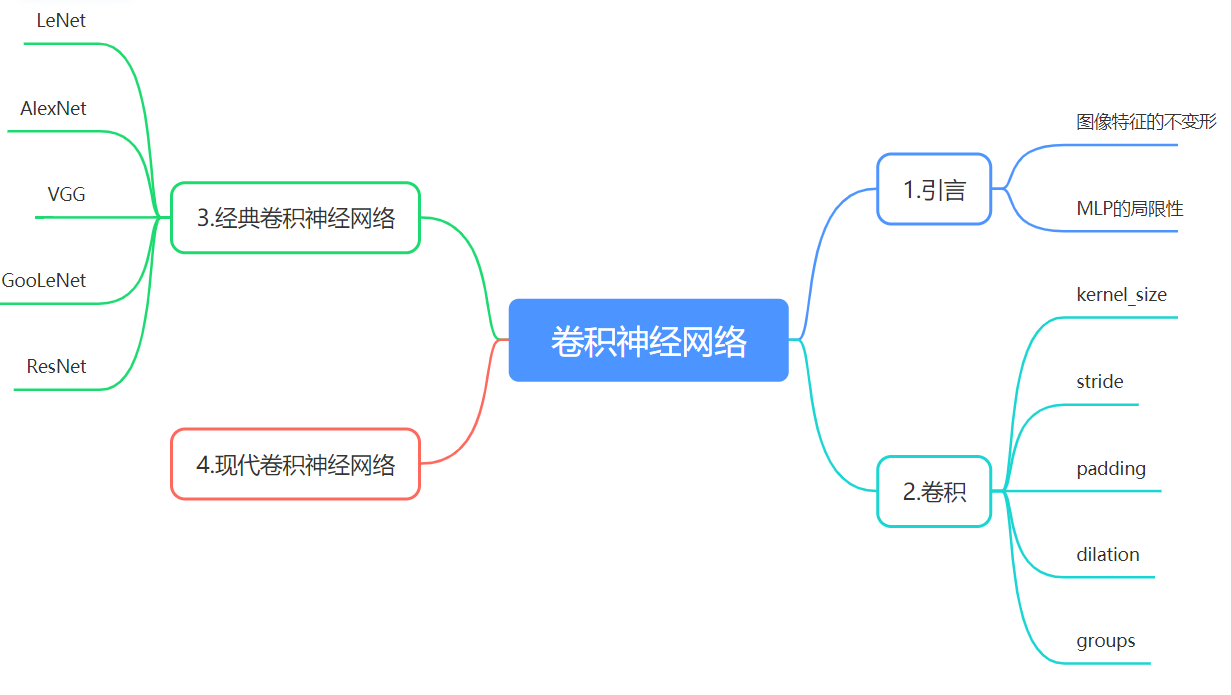 卷积神经网络
1.引言
图像特征的不变形
MLP的局限性
2.卷积
kernel_size
stride
padding
dilation
groups
3.经典卷积神经网络
LeNet
AlexNet
VGG
GooLeNet
ResNet
4.现代卷积神经网络